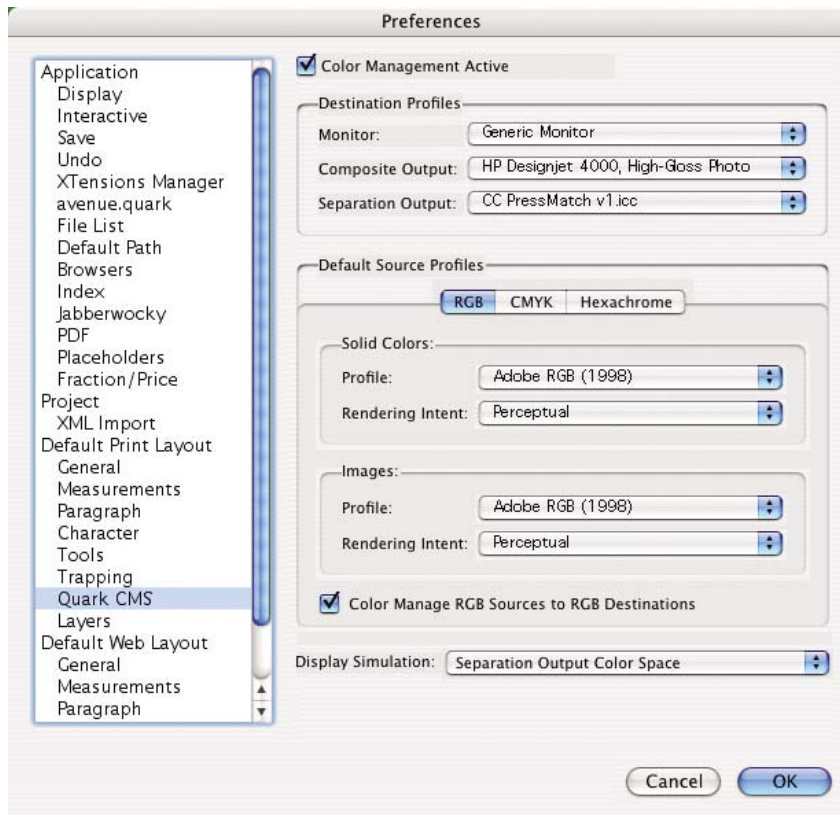 Preferences
Application
Display
Interactive
Save
Undo
XTensions Manager
avenue.quark
File List
Default Path
Browsers
Index
Jabberwocky
PDF
Placeholders
Fraction/Price
Project
XML Import
Default Print Layout
General
Measurements
Paragraph
Character
Tools
Trapping
Quark CMS
Layers
Default Web Layout
General
Measurements
Paragraph
Color Management Active
Destination Profiles
Monitor: Generic Monitor
Composite Output: HP Designjet 4000, High-Gloss Photo
Separation Output: CC PressMatch v1.icc
Default Source Profiles
RGB CMYK Hexachrome
Solid Colors:
Profile: Adobe RGB (1998)
Rendering Intent: Perceptual
Images:
Profile: Adobe RGB (1998)
Rendering Intent: Perceptual
Color Manage RGB Sources to RGB Destinations
Display Simulation: Separation Output Color Space
Cancel OK